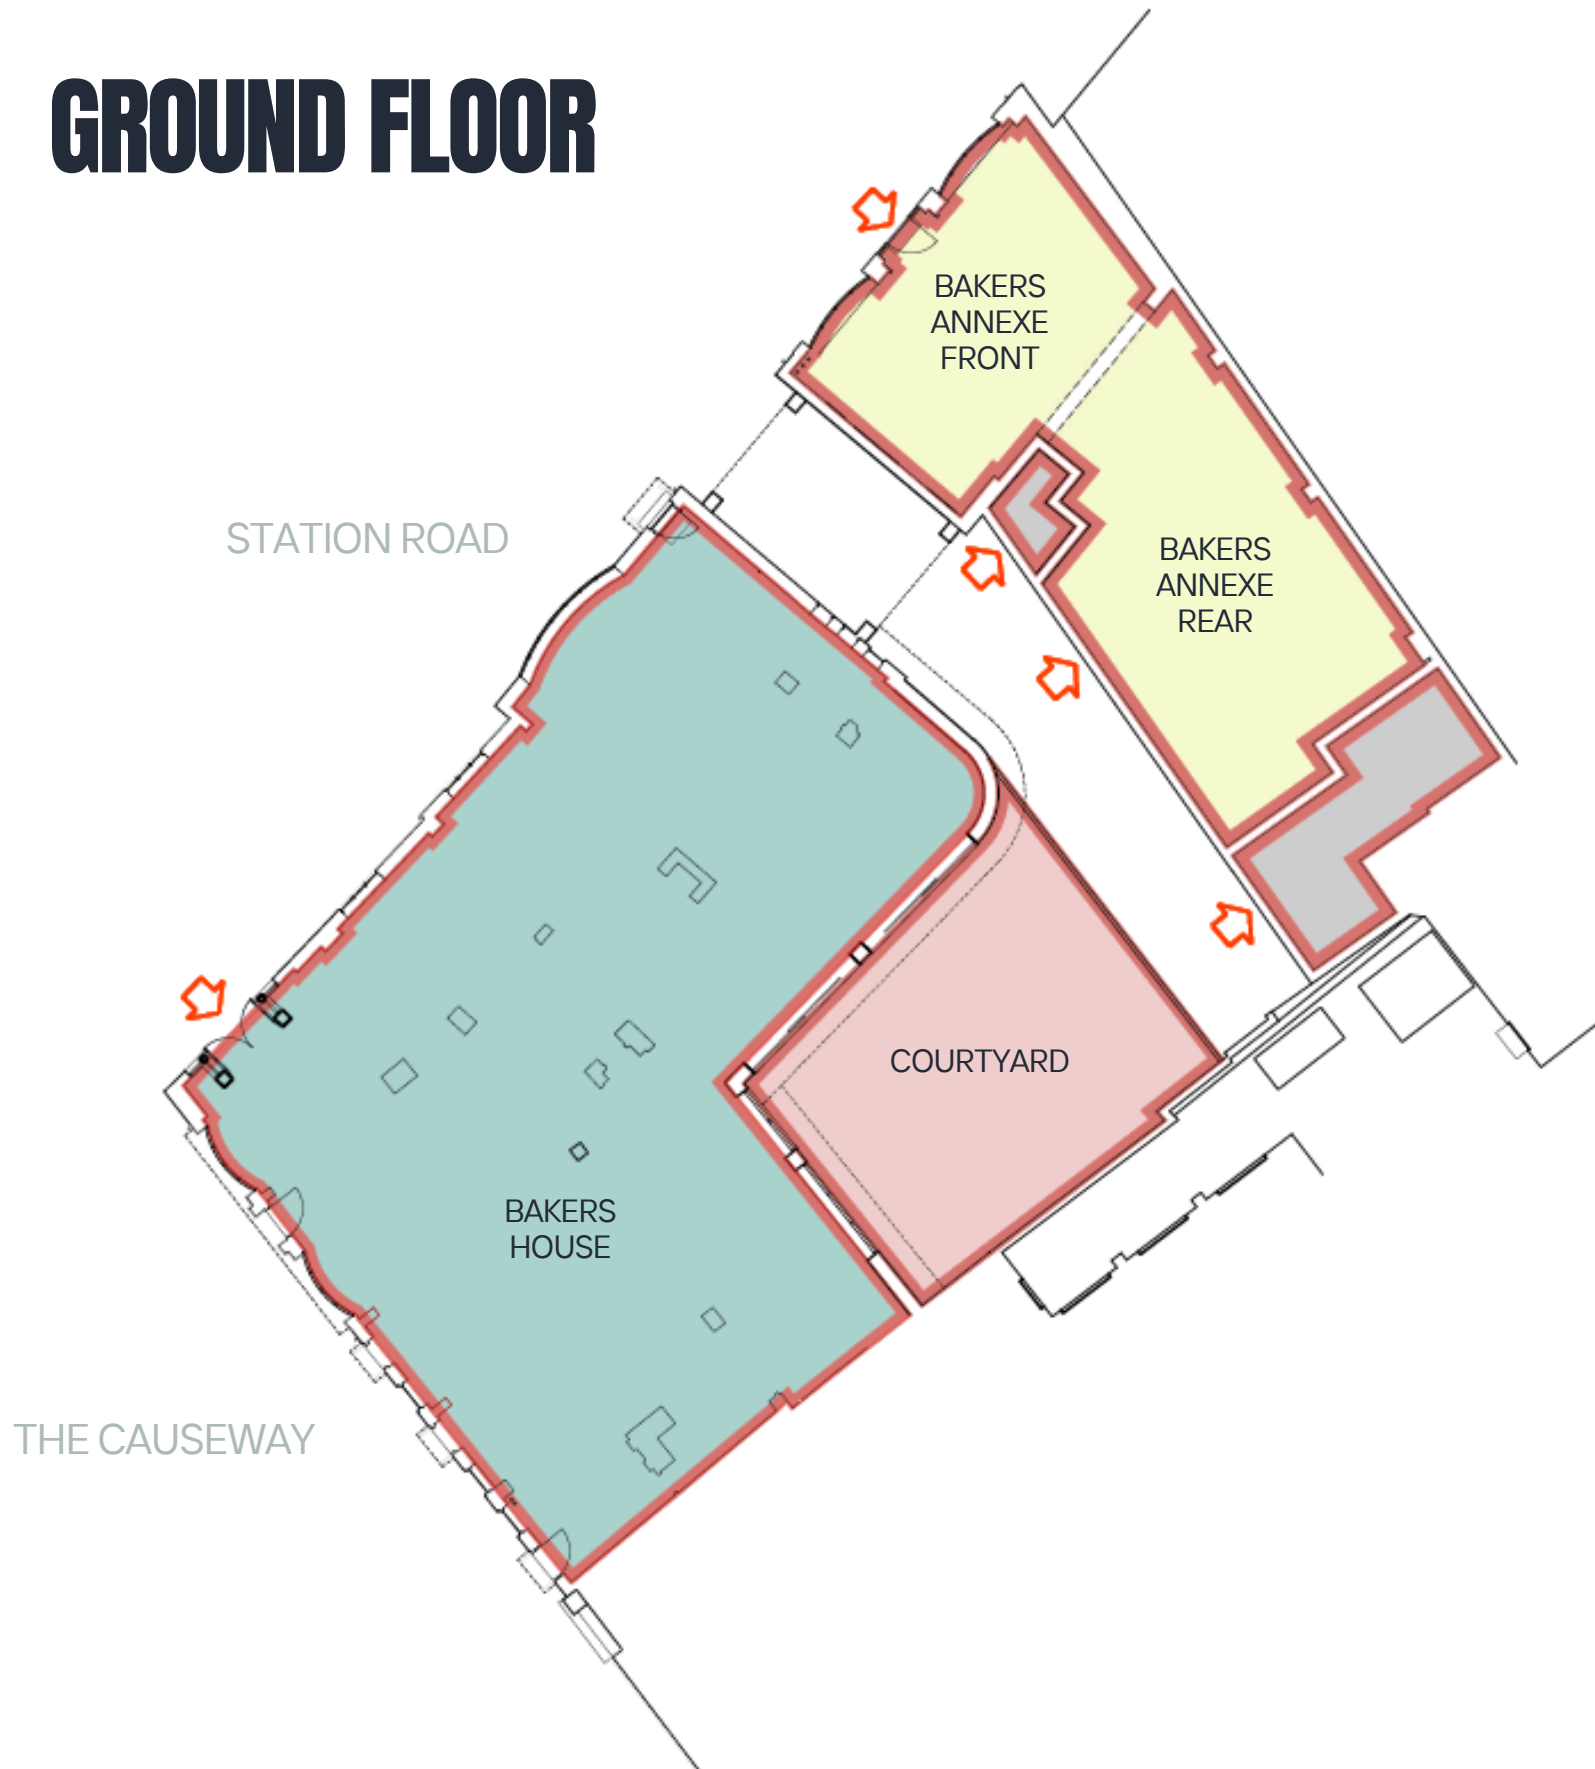 GROUND FLOOR
BAKERS
ANNEXE
FRONT
STATION ROAD
BAKERS
ANNEXE
REAR
COURTYARD
BAKERS
HOUSE
THE CAUSEWAY